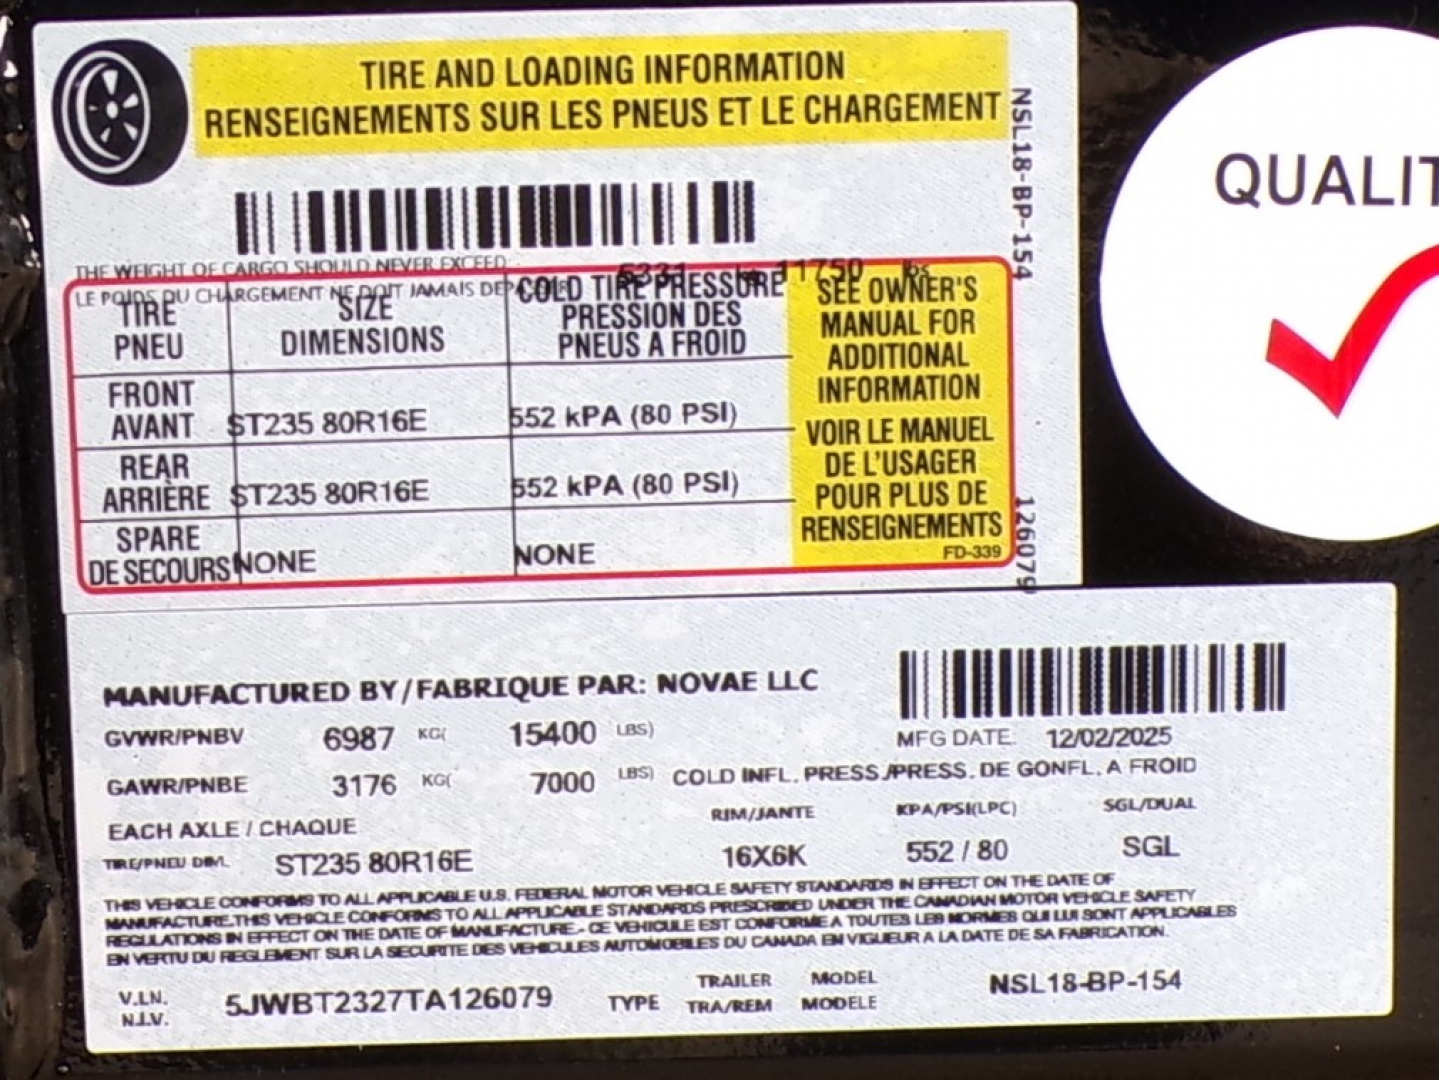 TIRE AND LOADING INFORMATION
RENSEIGNEMENTS SUR LES PNEUS ET LE CHARGEMENT
NSL18-BP-154
126079
THE WEIGHT OF CARGO SHOULD NEVER EXCEED 5331 11750 lbs
LE POIDS DU CHARGEMENT NE DOIT JAMAIS
TIRE
PNEU
SIZE
DIMENSIONS
COLD TIRE PRESSURE
PRESSION DES
PNEUS A FROID
FRONT
AVANT
ST235 80R16E
552 kPA (80 PSI)
REAR
ARRIÈRE
ST235 80R16E
552 kPA (80 PSI)
SPARE
DE SECOURS
NONE
NONE
SEE OWNER'S
MANUAL FOR
ADDITIONAL
INFORMATION
VOIR LE MANUEL
DE L'USAGER
POUR PLUS DE
RENSEIGNEMENTS
FD-339
QUALIT
MANUFACTURED BY/FABRIQUE PAR: NOVAE LLC
GVWR/PNBV 6987 KG( 15400 LBS)
MFG DATE. 12/02/2025
GAWR/PNBE 3176 KG( 7000 LBS) COLD INFL. PRESS/PRESS. DE GONFL. A FROID
EACH AXLE / CHAQUE
RIM/JANTE KPA/PSI(LPC) SGL/DUAL
TIRE/PNEU DIM. ST235 80R16E 16X6K 552 / 80 SGL
THIS VEHICLE CONFORMS TO ALL APPLICABLE U.S. FEDERAL MOTOR VEHICLE SAFETY STANDARDS IN EFFECT ON THE DATE OF
MANUFACTURE.THIS VEHICLE CONFORMS TO ALL APPLICABLE STANDARDS PRESCRIBED UNDER THE CANADIAN MOTOR VEHICLE SAFETY
REGULATIONS IN EFFECT ON THE DATE OF MANUFACTURE.- CE VEHICULE EST CONFORME A TOUTES LES NORMES QUI LUI SONT APPLICABLES
EN VERTU DU REGLEMENT SUR LA SECURITE DES VEHICULES AUTOMOBILES DU CANADA EN VIGUEUR A LA DATE DE SA FABRICATION.
V.I.N.
N.I.V.
5JWBT2327TA126079
TYPE
TRAILER
TRA/REM
MODEL
MODELE
NSL18-BP-154